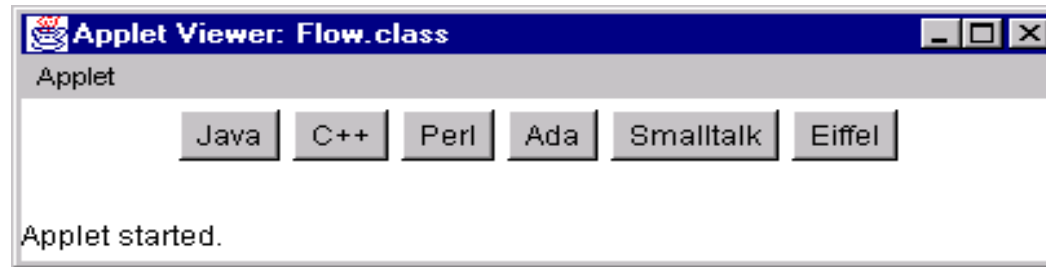 Applet Viewer: Flow.class
Applet
Java C++ Perl Ada Smalltalk Eiffel
Applet started.